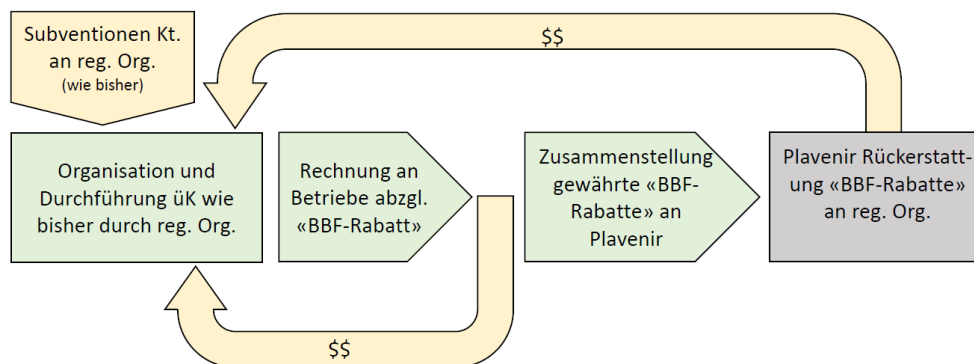 Subventionen Kt.
an reg. Org.
(wie bisher)
$$
Organisation und
Durchführung üK wie
bisher durch reg. Org.
Rechnung an
Betriebe abzgl.
«BBF-Rabatt»
Zusammenstellung
gewährte «BBF-
Rabatte» an
Plavenir
Plavenir Rückerstatt-
ung «BBF-Rabatte»
an reg. Org.
$$